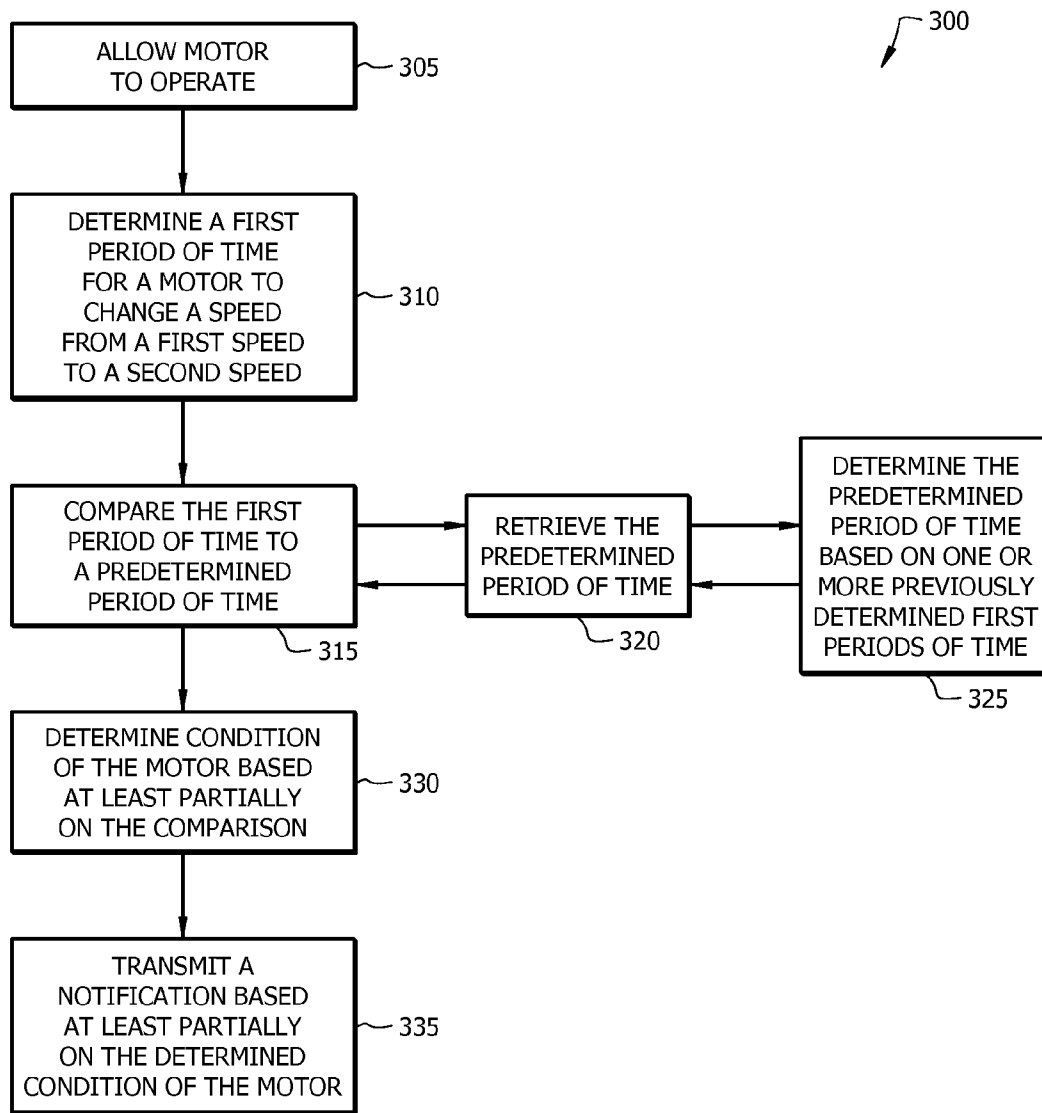 300
ALLOW MOTOR
TO OPERATE
305
DETERMINE A FIRST
PERIOD OF TIME
FOR A MOTOR TO
CHANGE A SPEED
FROM A FIRST SPEED
TO A SECOND SPEED
310
COMPARE THE FIRST
PERIOD OF TIME TO
A PREDETERMINED
PERIOD OF TIME
315
RETRIEVE THE
PREDETERMINED
PERIOD OF TIME
320
DETERMINE THE
PREDETERMINED
PERIOD OF TIME
BASED ON ONE OR
MORE PREVIOUSLY
DETERMINED FIRST
PERIODS OF TIME
325
DETERMINE CONDITION
OF THE MOTOR BASED
AT LEAST PARTIALLY
ON THE COMPARISON
330
TRANSMIT A
NOTIFICATION BASED
AT LEAST PARTIALLY
ON THE DETERMINED
CONDITION OF THE MOTOR
335